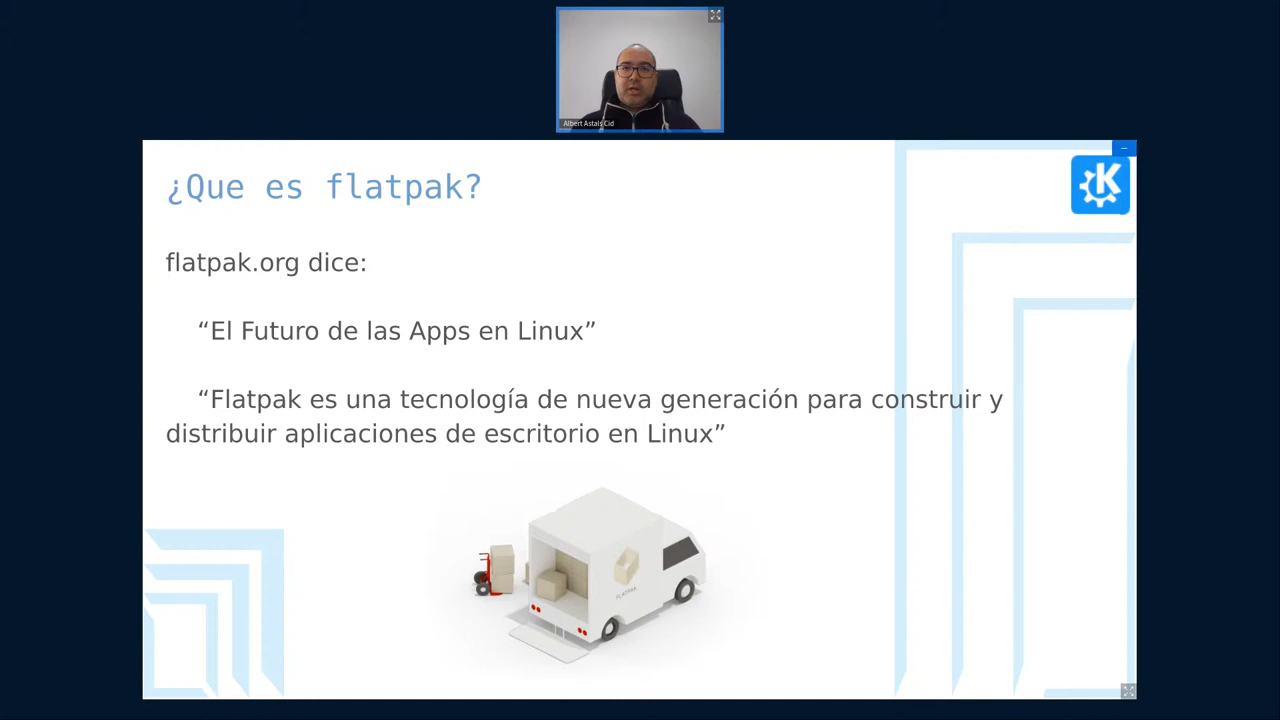 Albert Astals Cid
¿Que es flatpak?
flatpak.org dice:
“El Futuro de las Apps en Linux”
“Flatpak es una tecnología de nueva generación para construir y
distribuir aplicaciones de escritorio en Linux”
FLATPAK